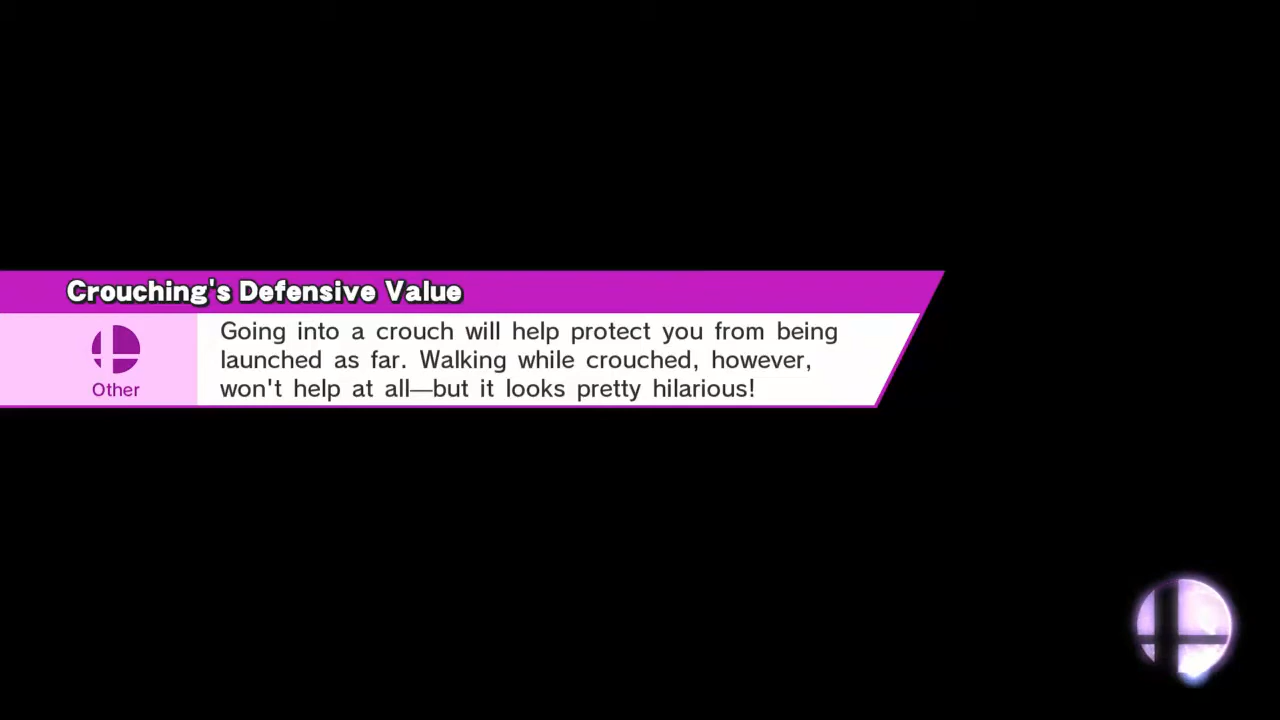 Crouching's Defensive Value
Going into a crouch will help protect you from being
launched as far. Walking while crouched, however,
won't help at all—but it looks pretty hilarious!
Other